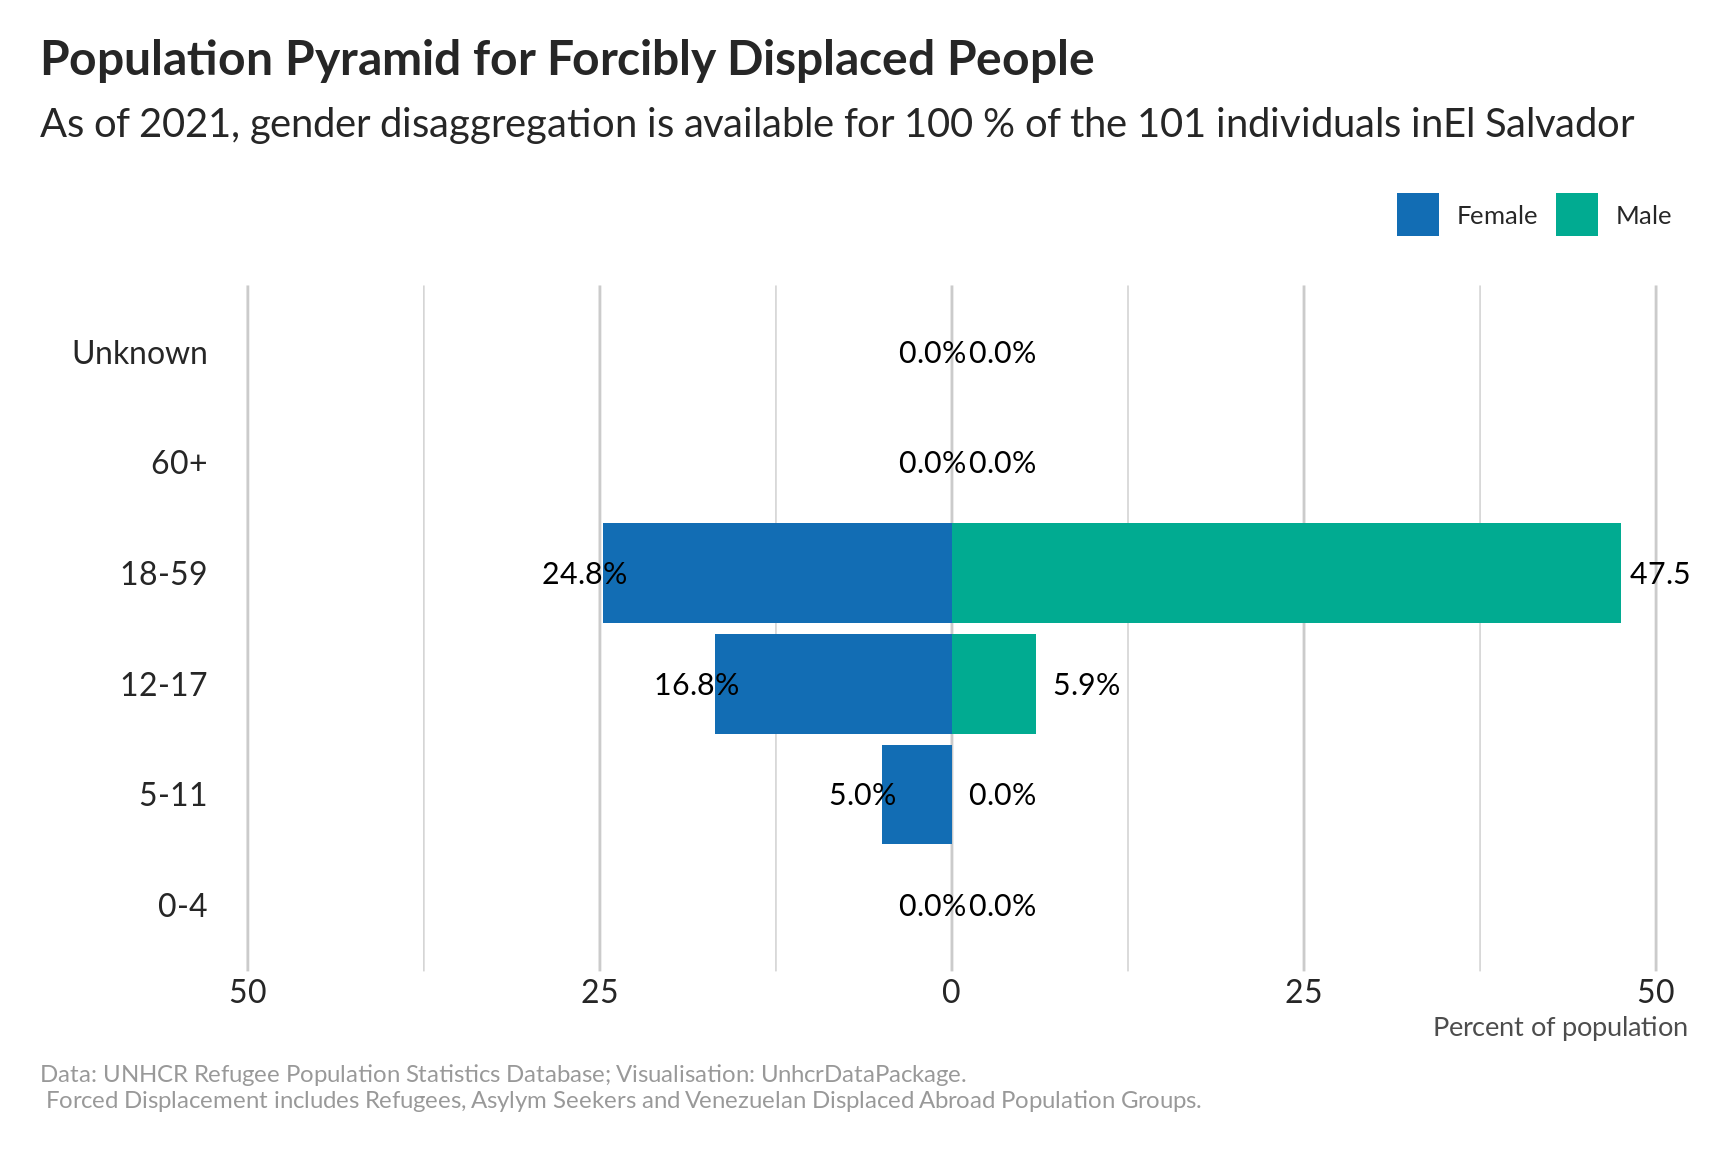 Population Pyramid for Forcibly Displaced People
As of 2021, gender disaggregation is available for 100 % of the 101 individuals inEl Salvador
Female Male
Unknown 0.0% 0.0%
60+ 0.0% 0.0%
18-59 24.8% 47.5
12-17 16.8% 5.9%
5-11 5.0% 0.0%
0-4 0.0% 0.0%
50 25 0 25 50
Percent of population
Data: UNHCR Refugee Population Statistics Database; Visualisation: UnhcrDataPackage.
Forced Displacement includes Refugees, Asylym Seekers and Venezuelan Displaced Abroad Population Groups.